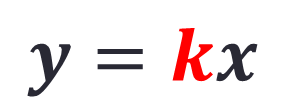 y = kx